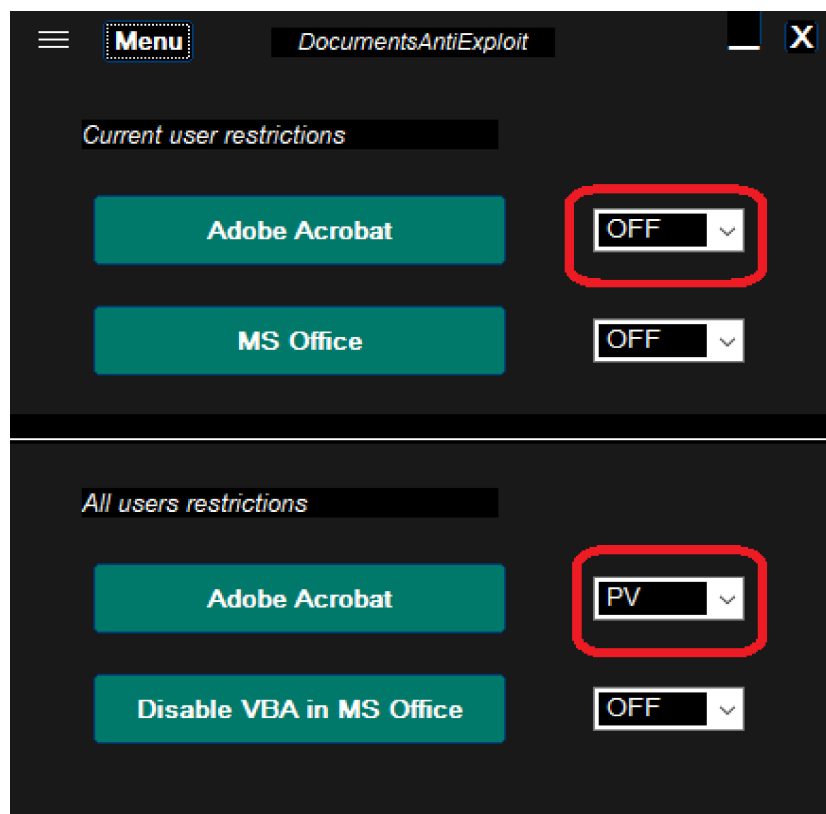 Menu DocumentsAntiExploit X
Current user restrictions
Adobe Acrobat OFF
MS Office OFF
All users restrictions
Adobe Acrobat PV
Disable VBA in MS Office OFF